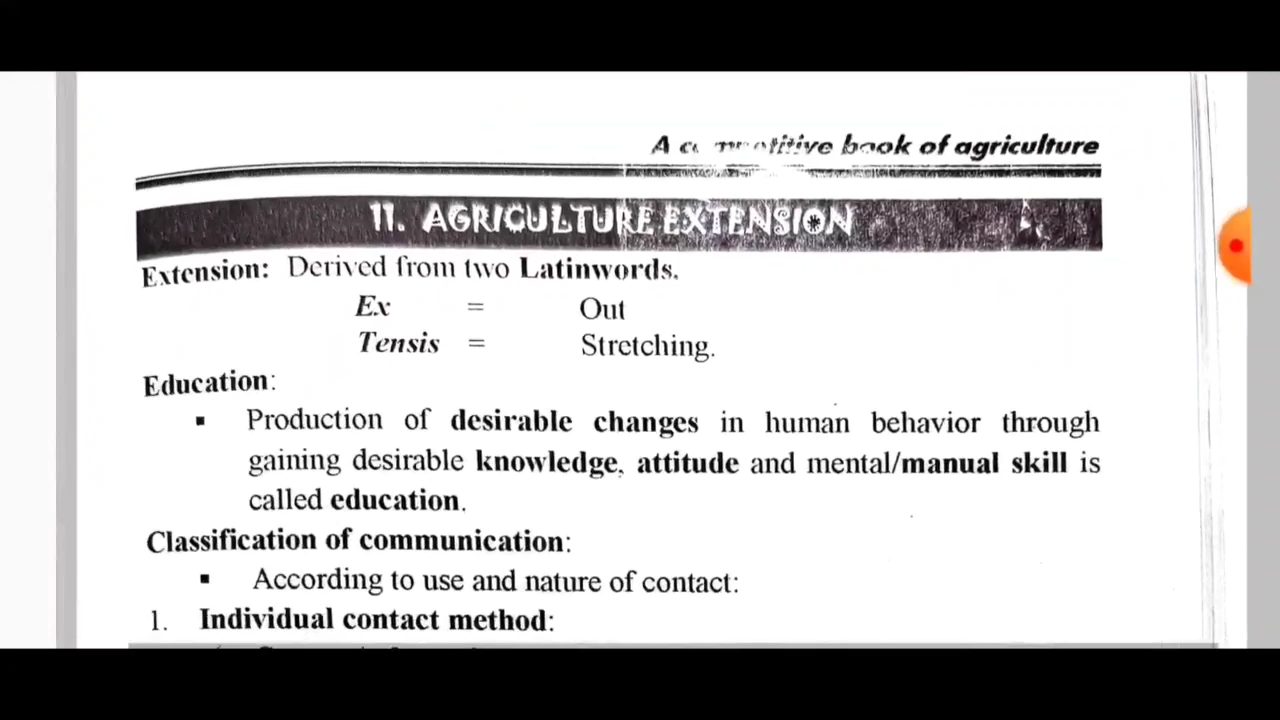 A competitive book of agriculture
11. AGRICULTURE EXTENSION
Extension: Derived from two Latinwords.
Ex = Out
Tensis = Stretching.
Education:
▪ Production of desirable changes in human behavior through
gaining desirable knowledge, attitude and mental/manual skill is
called education.
Classification of communication:
▪ According to use and nature of contact:
1. Individual contact method: